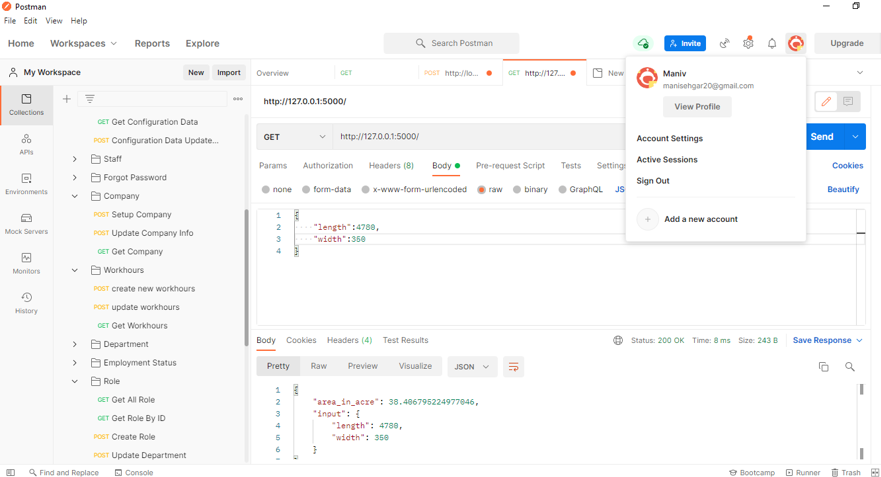 Postman
File Edit View Help
Home Workspaces Reports Explore Search Postman Invite Upgrade
My Workspace New Import
Overview GET POST http://lo... GET http://127.... New
Collections
APIs
Environments
Mock Servers
Monitors
History
GET Get Configuration Data
POST Configuration Data Update...
Staff
Forgot Password
Company
POST Setup Company
POST Update Company Info
GET Get Company
Workhours
POST create new workhours
POST update workhours
GET Get Workhours
Department
Employment Status
Role
GET Get All Role
GET Get Role By ID
POST Create Role
POST Update Department
http://127.0.0.1:5000/
GET http://127.0.0.1:5000/ Send
Params Authorization Headers (8) Body Pre-request Script Tests Settings Cookies
none form-data x-www-form-urlencoded raw binary GraphQL JS Beautify
1 {
2 "length":4780,
3 "width":350
4 }
Maniv
manisehgar20@gmail.com
View Profile
Account Settings
Active Sessions
Sign Out
+ Add a new account
Body Cookies Headers (4) Test Results Status: 200 OK Time: 8 ms Size: 243 B Save Response
Pretty Raw Preview Visualize JSON
1 {
2 "area_in_acre": 38.406795224977046,
3 "input": {
4 "length": 4780,
5 "width": 350
6 }
Find and Replace Console Bootcamp Runner Trash